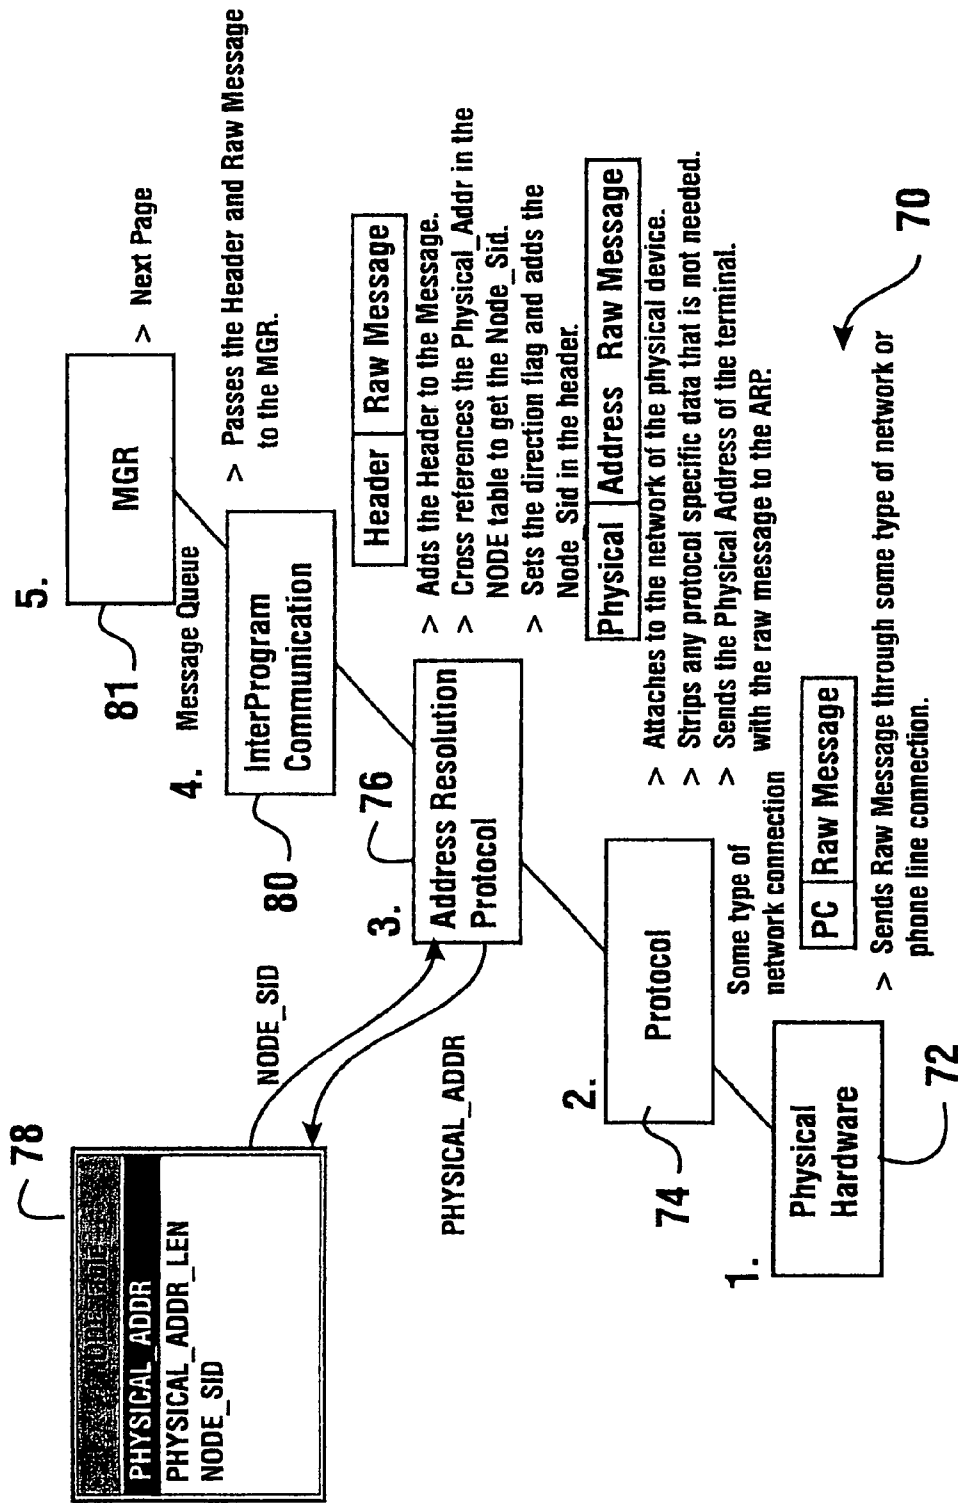 78
PHYSICAL_ADDR
PHYSICAL_ADDR_LEN
NODE_SID
NODE_SID
PHYSICAL_ADDR
5.
MGR
81
> Next Page
Message Queue
4.
InterProgram
Communication
80
> Passes the Header and Raw Message
to the MGR.
3.
76
Address Resolution
Protocol
Header Raw Message
> Adds the Header to the Message.
> Cross references the Physical_Addr in the
NODE table to get the Node_Sid.
> Sets the direction flag and adds the
Node_Sid in the header.
2.
Protocol
74
Physical Address Raw Message
> Attaches to the network of the physical device.
> Strips any protocol specific data that is not needed.
> Sends the Physical Address of the terminal.
with the raw message to the ARP.
Some type of
network connection
1.
Physical
Hardware
72
PC Raw Message
> Sends Raw Message through some type of network or
phone line connection.
70